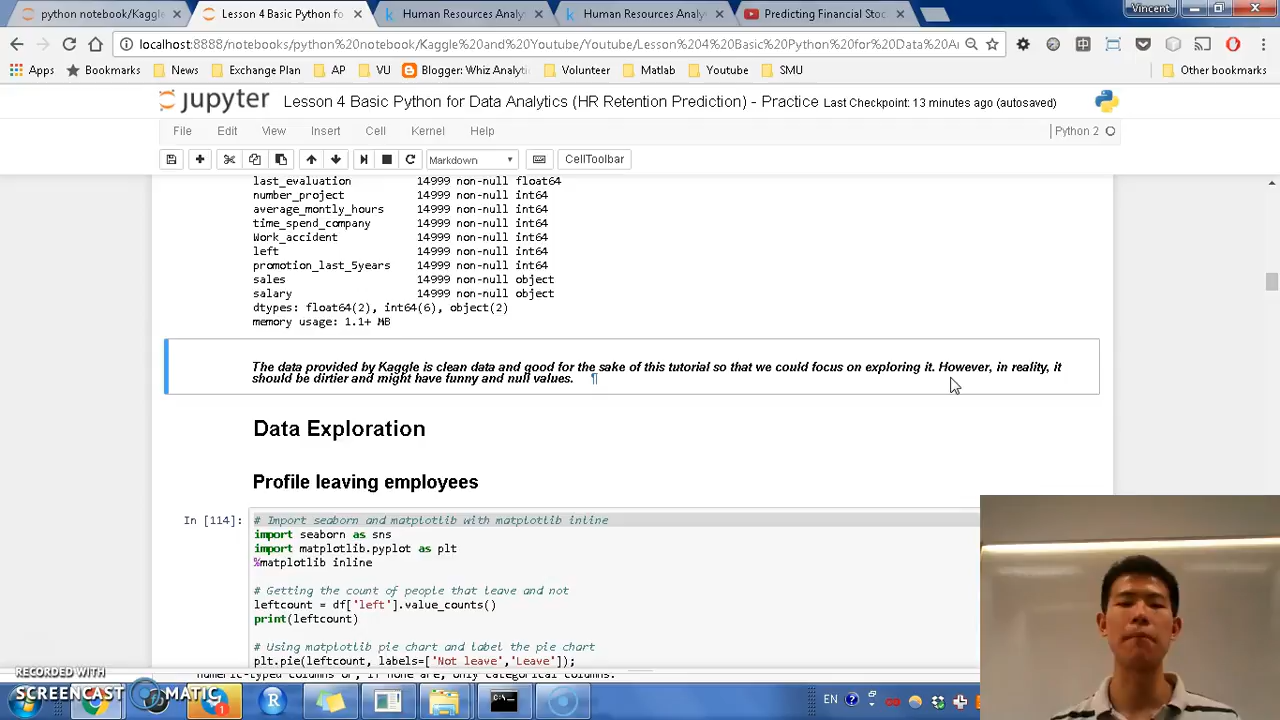 python notebook/Kaggle
Lesson 4 Basic Python fo
Human Resources Analy
Human Resources Analy
Predicting Financial Stoc
Vincent
localhost:8888/notebooks/python%20notebook/Kaggle%20and%20Youtube/Youtube/Lesson%204%20Basic%20Python%20for%20Data%20A
Apps
Bookmarks
News
Exchange Plan
AP
VU
Blogger: Whiz Analytic
Volunteer
Matlab
Youtube
SMU
Other bookmarks
jupyter Lesson 4 Basic Python for Data Analytics (HR Retention Prediction) - Practice Last Checkpoint: 13 minutes ago (autosaved)
File Edit View Insert Cell Kernel Help
Python 2
Markdown
CellToolbar
last_evaluation 14999 non-null float64
number_project 14999 non-null int64
average_montly_hours 14999 non-null int64
time_spend_company 14999 non-null int64
Work_accident 14999 non-null int64
left 14999 non-null int64
promotion_last_5years 14999 non-null int64
sales 14999 non-null object
salary 14999 non-null object
dtypes: float64(2), int64(6), object(2)
memory usage: 1.1+ MB
The data provided by Kaggle is clean data and good for the sake of this tutorial so that we could focus on exploring it. However, in reality, it
should be dirtier and might have funny and null values. ¶
Data Exploration
Profile leaving employees
In [114]:
# Import seaborn and matplotlib with matplotlib inline
import seaborn as sns
import matplotlib.pyplot as plt
%matplotlib inline
# Getting the count of people that leave and not
leftcount = df['left'].value_counts()
print(leftcount)
# Using matplotlib pie chart and label the pie chart
plt.pie(leftcount, labels=['Not leave','Leave']);
numeric-typed columns or, if none are, only categorical columns.
RECORDED WITH
SCREENCAST MATIC
EN